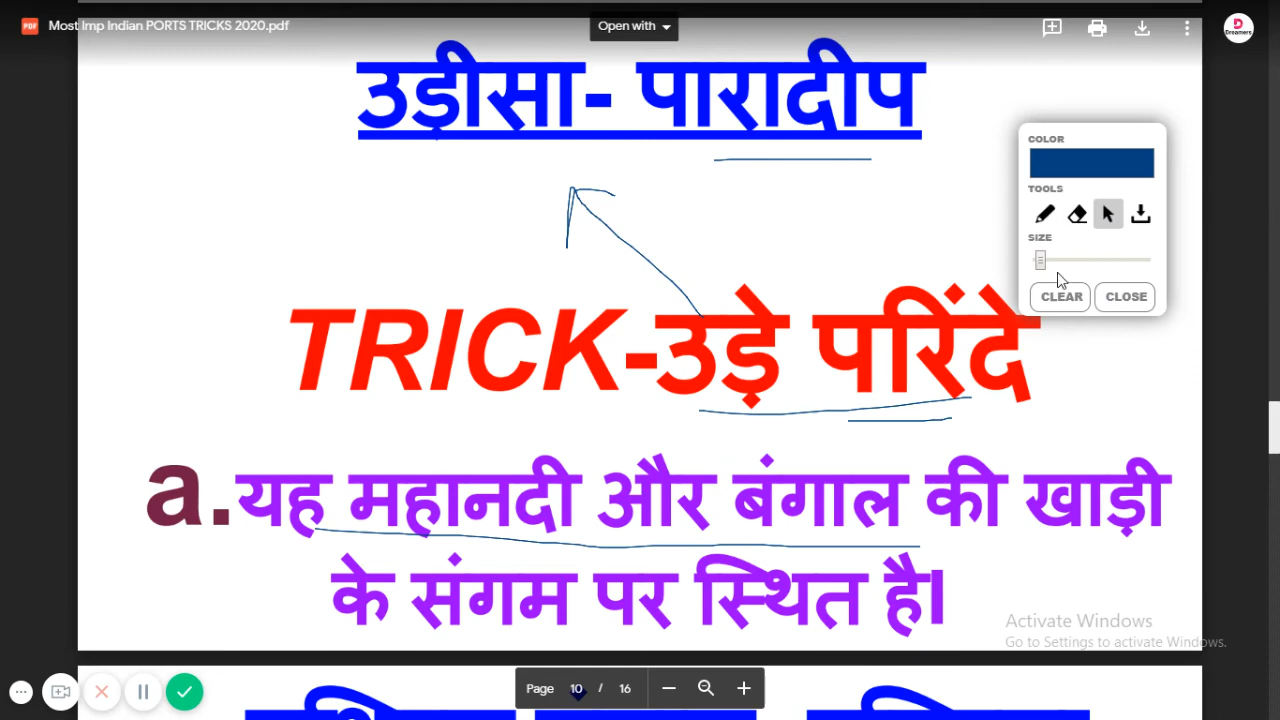 Most Imp Indian PORTS TRICKS 2020.pdf
Open with
Dreamers
उड़ीसा- पारादीप
COLOR
TOOLS
SIZE
CLEAR CLOSE
TRICK-उड़े परिंदे
a.यह महानदी और बंगाल की खाड़ी
के संगम पर स्थित है।
Activate Windows
Go to Settings to activate Windows.
Page 10 / 16